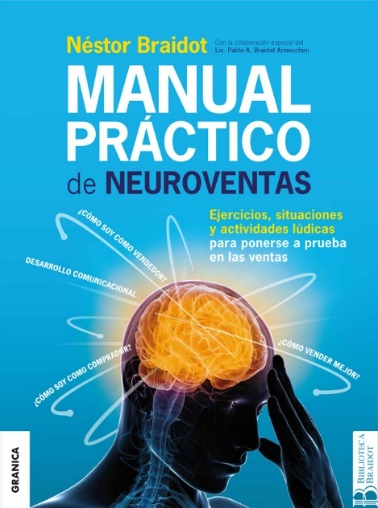 Néstor Braidot
Con la colaboración especial del
Lic. Pablo A. Braidot Annecchini
MANUAL
PRÁCTICO
de NEUROVENTAS
Ejercicios, situaciones
y actividades lúdicas
para ponerse a prueba
en las ventas
¿CÓMO SOY COMO VENDEDOR?
DESARROLLO COMUNICACIONAL
¿CÓMO SOY COMO COMPRADOR?
¿CÓMO VENDER MEJOR?
GRANICA
BIBLIOTECA
BRAIDOT